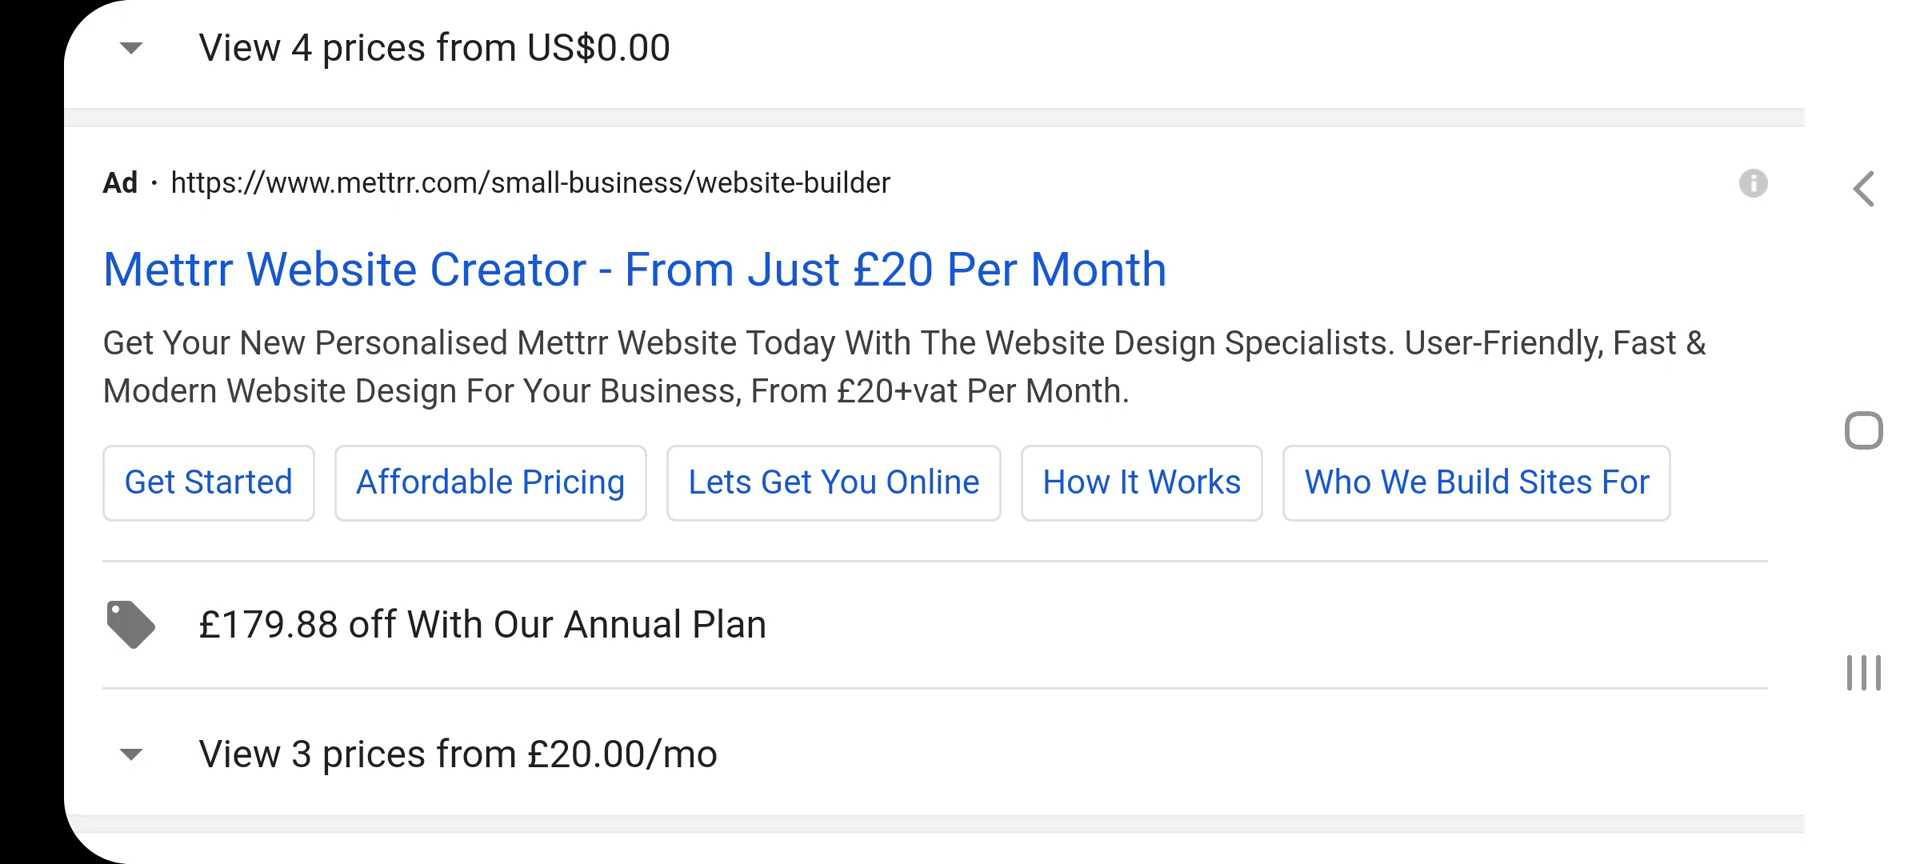 View 4 prices from US$0.00
Ad · https://www.mettrr.com/small-business/website-builder
Mettrr Website Creator - From Just £20 Per Month
Get Your New Personalised Mettrr Website Today With The Website Design Specialists. User-Friendly, Fast &
Modern Website Design For Your Business, From £20+vat Per Month.
Get Started
Affordable Pricing
Lets Get You Online
How It Works
Who We Build Sites For
£179.88 off With Our Annual Plan
View 3 prices from £20.00/mo